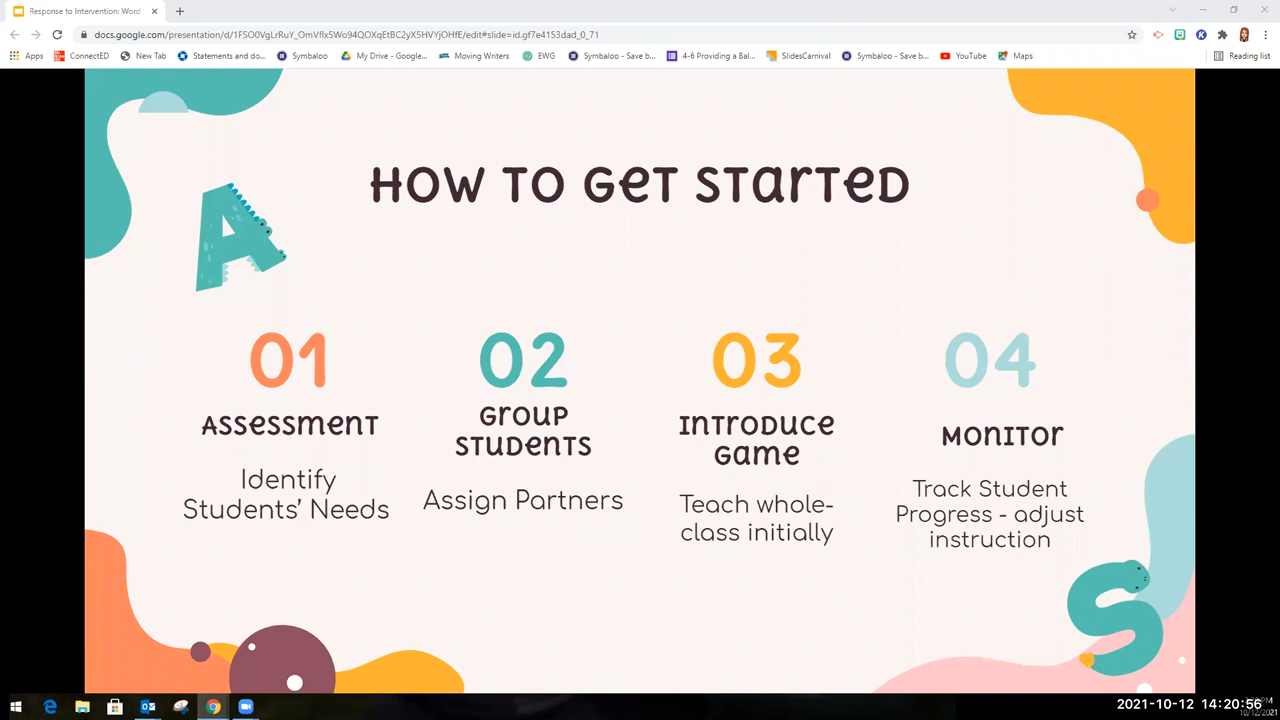 Response to Intervention: Word
docs.google.com/presentation/d/1FSO0VgLrRuY_OmVflx5Wo94QOXqEtBC2yX5HVYjOHfE/edit#slide=id.gf7e4153dad_0_71
Apps ConnectED New Tab Statements and do... Symbaloo My Drive - Google... Moving Writers EWG Symbaloo - Save b... 4-6 Providing a Bal... SlidesCarnival Symbaloo - Save b... YouTube Maps Reading list
HOW TO GET STARTED
A
01
ASSESSMENT
Identify
Students' Needs
02
GROUP
STUDENTS
Assign Partners
03
INTRODUCE
GAME
Teach whole-
class initially
04
MONITOR
Track Student
Progress - adjust
instruction
S
2021-10-12 14:20:56
10/12/2021